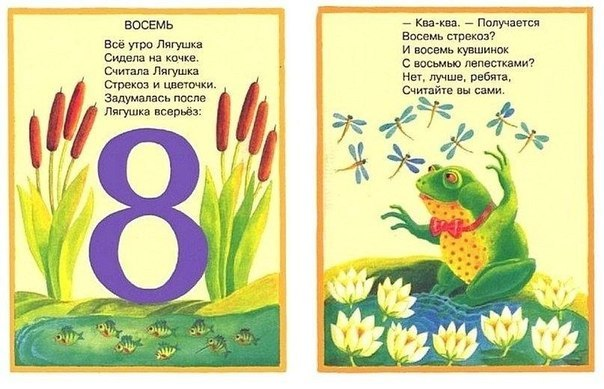 ВОСЕМЬ
Всё утро Лягушка
Сидела на кочке.
Считала Лягушка
Стрекоз и цветочки.
Задумалась после
Лягушка всерьёз:
8
— Ква-ква. — Получается
Восемь стрекоз?
И восемь кувшинок
С восьмью лепестками?
Нет, лучше, ребята,
Считайте вы сами.